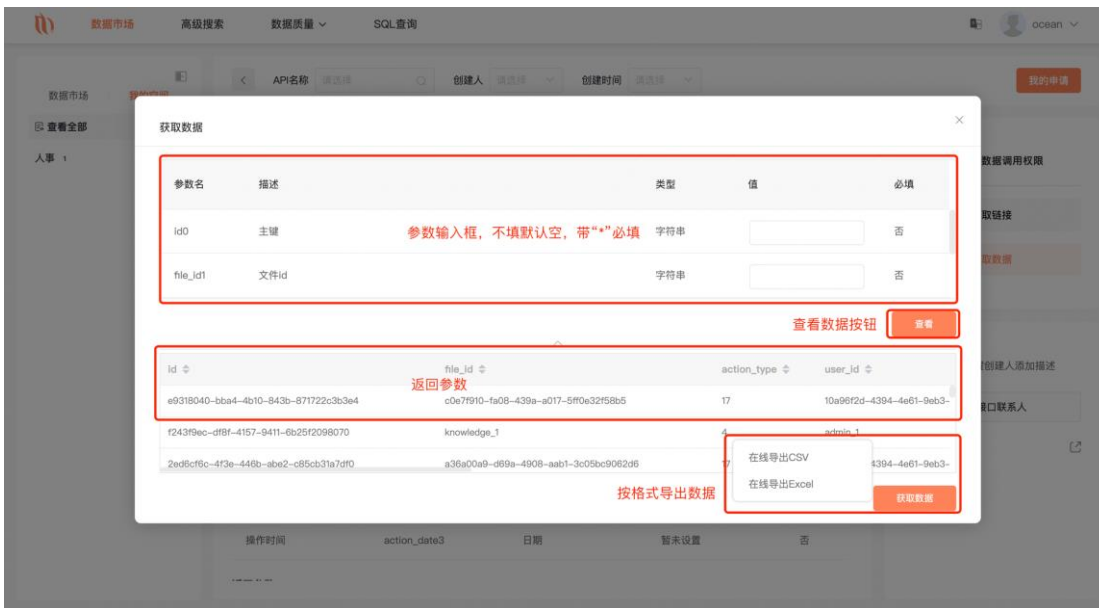 数据市场 高级搜索 数据质量 SQL查询 ocean
API名称 请选择 创建人 请选择 创建时间 请选择 我的申请
数据市场 我的空间
查看全部
人事 1
获取数据
数据调用权限
取链接
取数据
参数名 描述 类型 值 必填
id0 主键 参数输入框，不填默认空，带“*”必填 字符串 否
file_id1 文件id 字符串 否
查看数据按钮 查看
id file_id action_type user_id
返回参数
e9318040-bba4-4b10-843b-871722c3b3e4 c0e7f910-fa08-439a-a017-5ff0e32f58b5 17 10a96f2d-4394-4e61-9eb3-
f243f9ec-df8f-4157-9411-6b25f2098070 knowledge_1 4 admin_1
2ed6cf6c-4f3e-446b-abe2-c85cb31a7df0 a36a00a9-d69a-4908-aab1-3c05bc9062d6 17 4394-4e61-9eb3-
在线导出CSV
在线导出Excel
按格式导出数据 获取数据
创建人添加描述
接口联系人
操作时间 action_date3 日期 暂未设置 否